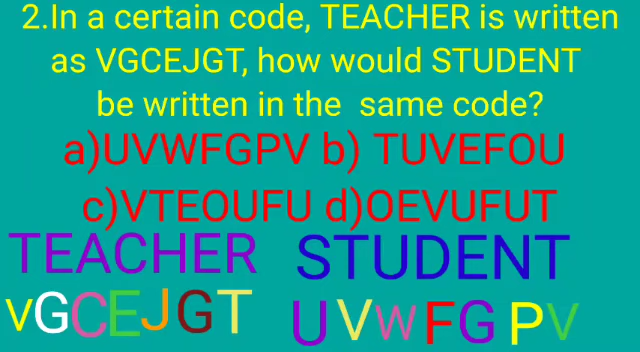 2.In a certain code, TEACHER is written
as VGCEJGT, how would STUDENT
be written in the same code?
a)UVWFGPV b) TUVEFOU
c)VTEOUFU d)OEVUFUT
TEACHER STUDENT
VGCEJGT UVWFGPV